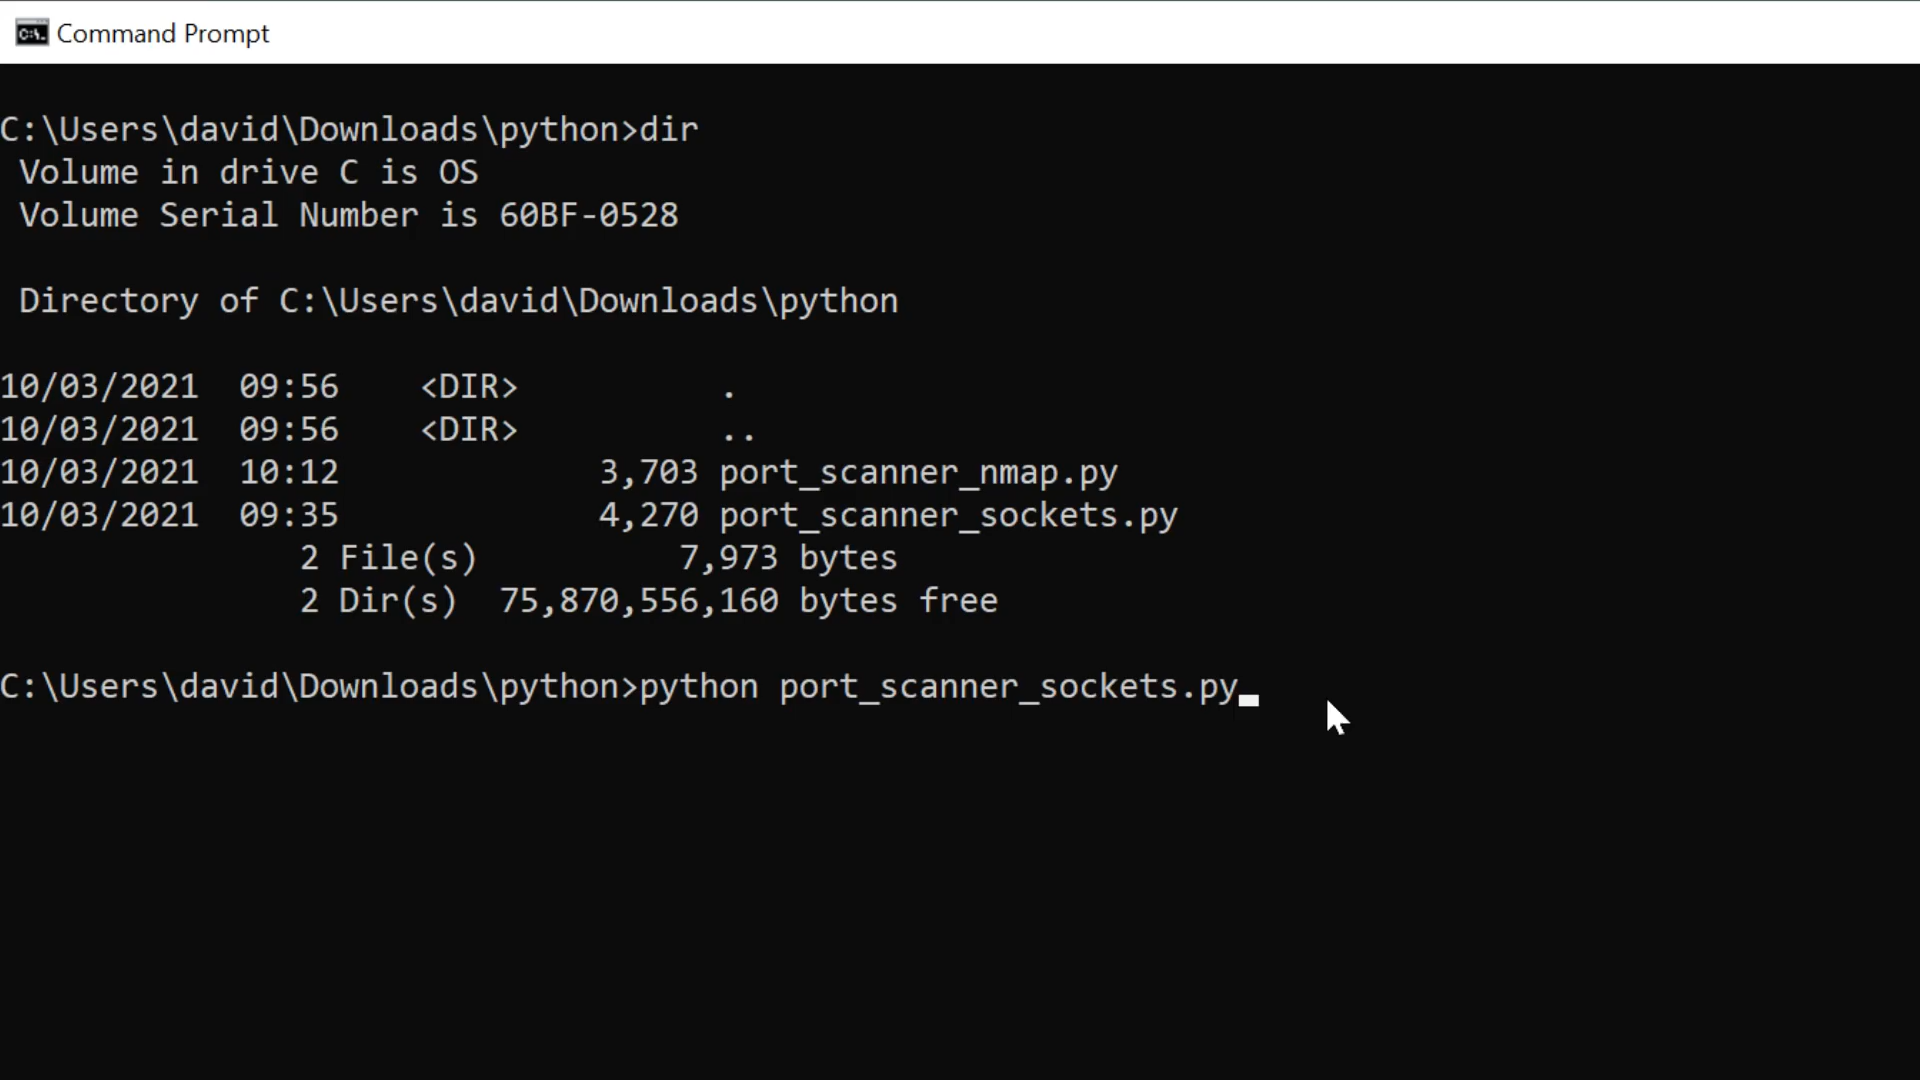 Command Prompt
C:\Users\david\Downloads\python>dir
Volume in drive C is OS
Volume Serial Number is 60BF-0528
Directory of C:\Users\david\Downloads\python
10/03/2021  09:56    <DIR>          .
10/03/2021  09:56    <DIR>          ..
10/03/2021  10:12             3,703 port_scanner_nmap.py
10/03/2021  09:35             4,270 port_scanner_sockets.py
2 File(s)          7,973 bytes
2 Dir(s)  75,870,556,160 bytes free
C:\Users\david\Downloads\python>python port_scanner_sockets.py